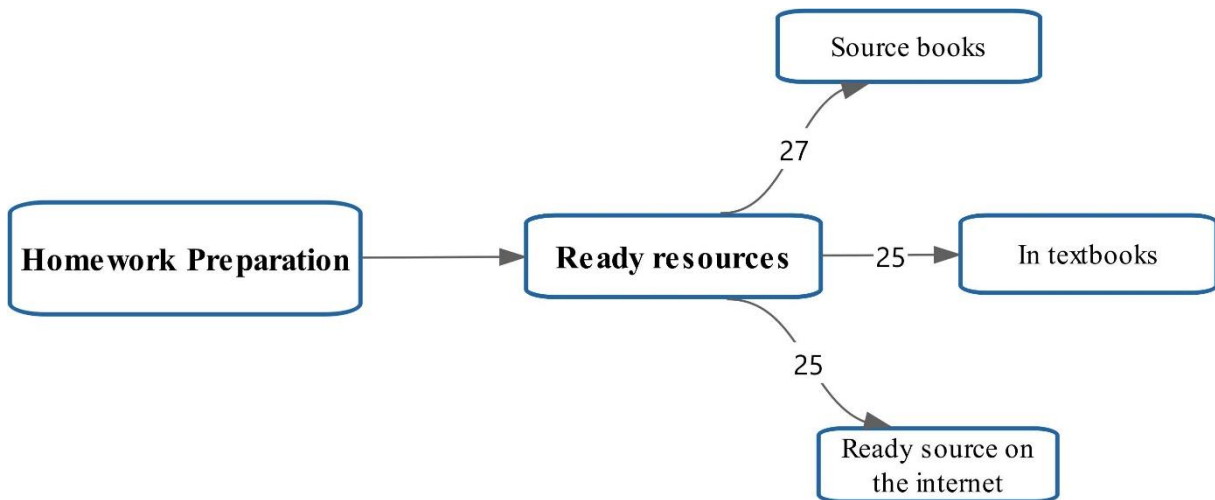 Source books
27
Homework Preparation
Ready resources
25
In textbooks
25
Ready source on
the internet